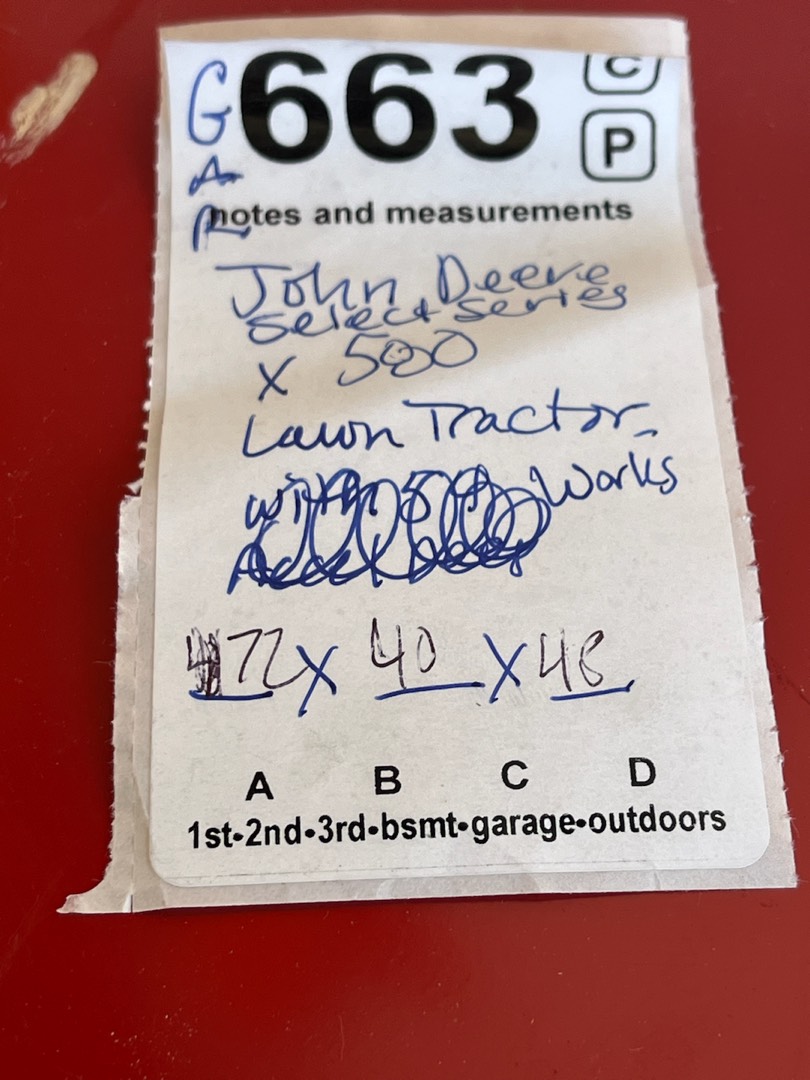 GAR
663
C
P
notes and measurements
John Deere
Select Series
X 500
Lawn Tractor
Works
72 X 40 X 48
A B C D
1st•2nd•3rd•bsmt•garage•outdoors